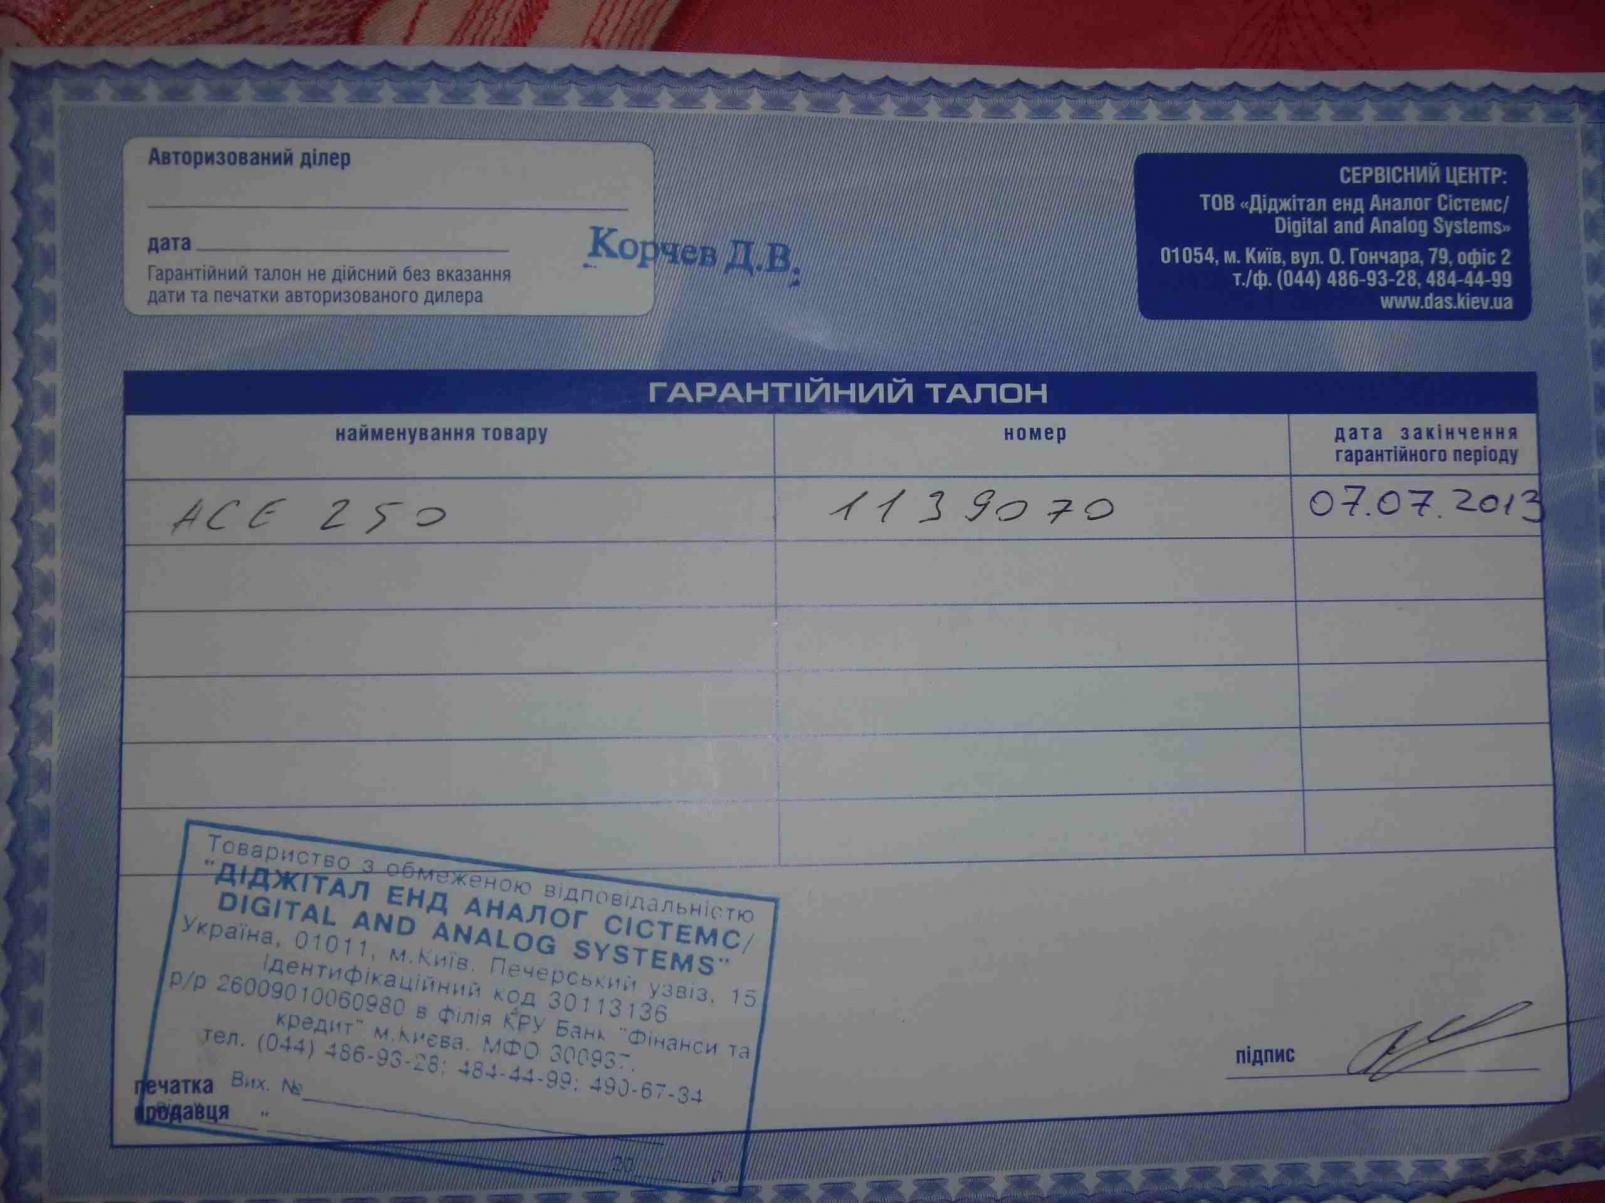 Авторизований ділер
дата
Гарантійний талон не дійсний без вказання
дати та печатки авторизованого дилера
Корчев Д.В.
СЕРВІСНИЙ ЦЕНТР:
ТОВ «Діджітал енд Аналог Сістемс/
Digital and Analog Systems»
01054, м. Київ, вул. О. Гончара, 79, офіс 2
т./ф. (044) 486-93-28, 484-44-99
www.das.kiev.ua
ГАРАНТІЙНИЙ ТАЛОН
найменування товару номер дата закінчення
гарантійного періоду
ACE 250 1139070 07.07.2013
Товариство з обмеженою відповідальністю
"ДІДЖІТАЛ ЕНД АНАЛОГ СІСТЕМС/
DIGITAL AND ANALOG SYSTEMS"
Україна, 01011, м.Київ. Печерський узвіз, 15
Ідентифікаційний код 30113136
р/р 26009010060980 в філія КРУ Банк "Фінанси та
кредит" м.Києва. МФО 300937.
тел. (044) 486-93-28; 484-44-99; 490-67-34
Вих. №
печатка
продавця
20 р.
підпис